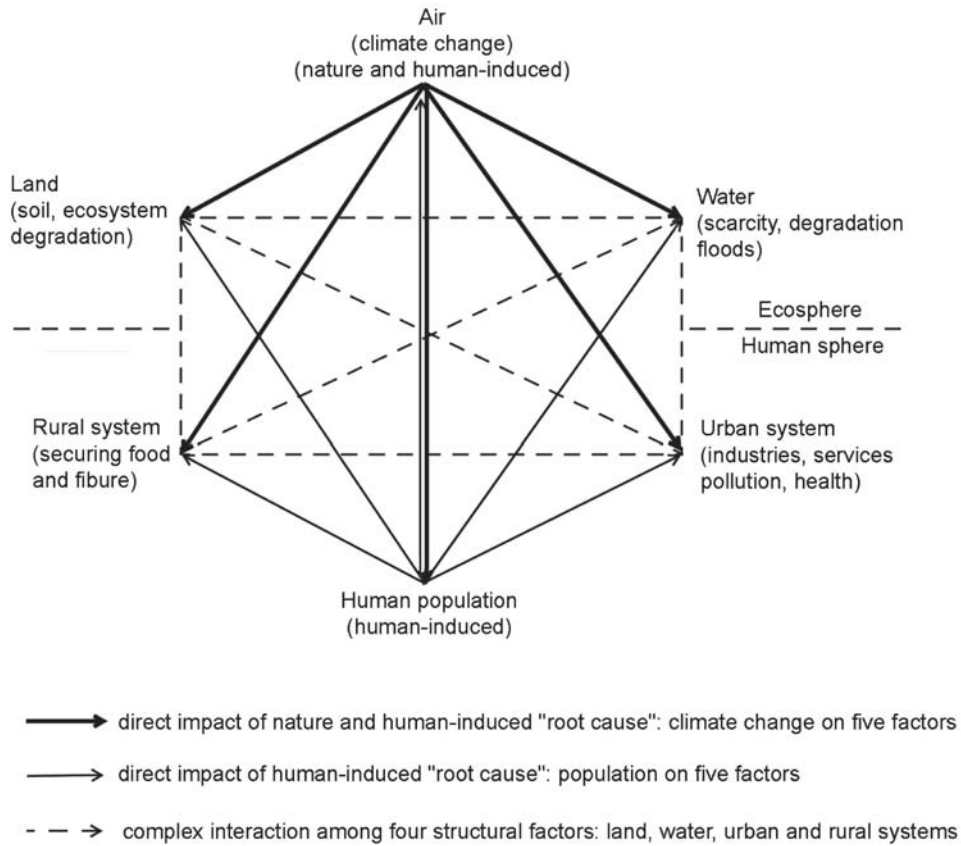 Air
(climate change)
(nature and human-induced)
Land
(soil, ecosystem
degradation)
Water
(scarcity, degradation
floods)
Ecosphere
Human sphere
Rural system
(securing food
and fibure)
Urban system
(industries, services
pollution, health)
Human population
(human-induced)
direct impact of nature and human-induced "root cause": climate change on five factors
direct impact of human-induced "root cause": population on five factors
complex interaction among four structural factors: land, water, urban and rural systems